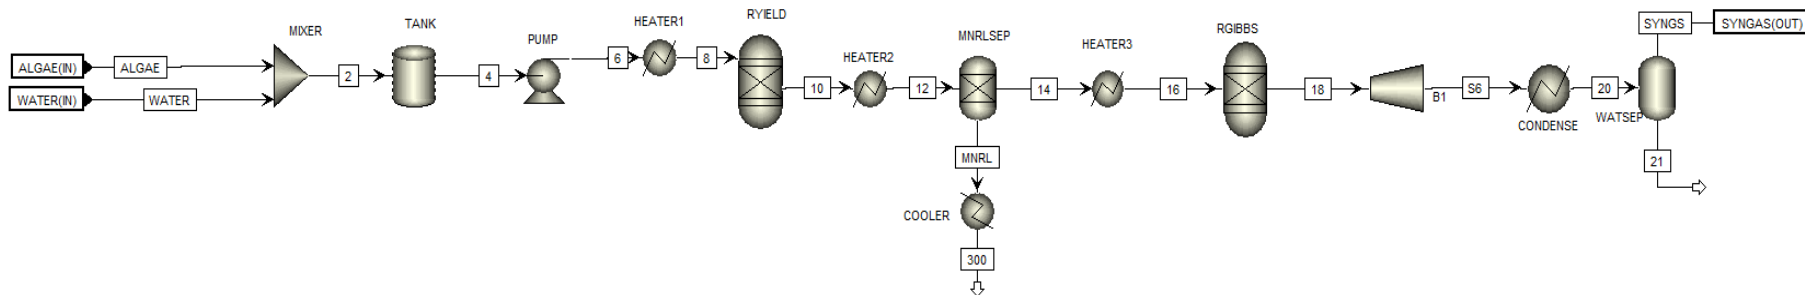 ALGAE(IN)
ALGAE
WATER(IN)
WATER
MIXER
2
TANK
4
PUMP
6
HEATER1
8
RYIELD
10
HEATER2
12
MNRLSEP
MNRL
COOLER
300
14
HEATER3
16
RGIBBS
18
B1
S6
CONDENSE
20
WATSEP
SYNGS
SYNGAS(OUT)
21